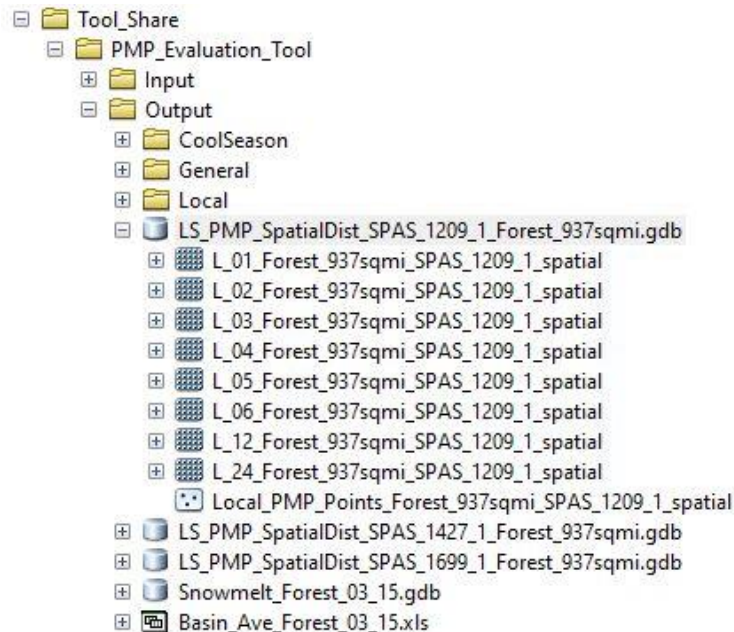 Tool_Share
PMP_Evaluation_Tool
Input
Output
CoolSeason
General
Local
LS_PMP_SpatialDist_SPAS_1209_1_Forest_937sqmi.gdb
L_01_Forest_937sqmi_SPAS_1209_1_spatial
L_02_Forest_937sqmi_SPAS_1209_1_spatial
L_03_Forest_937sqmi_SPAS_1209_1_spatial
L_04_Forest_937sqmi_SPAS_1209_1_spatial
L_05_Forest_937sqmi_SPAS_1209_1_spatial
L_06_Forest_937sqmi_SPAS_1209_1_spatial
L_12_Forest_937sqmi_SPAS_1209_1_spatial
L_24_Forest_937sqmi_SPAS_1209_1_spatial
Local_PMP_Points_Forest_937sqmi_SPAS_1209_1_spatial
LS_PMP_SpatialDist_SPAS_1427_1_Forest_937sqmi.gdb
LS_PMP_SpatialDist_SPAS_1699_1_Forest_937sqmi.gdb
Snowmelt_Forest_03_15.gdb
Basin_Ave_Forest_03_15.xls